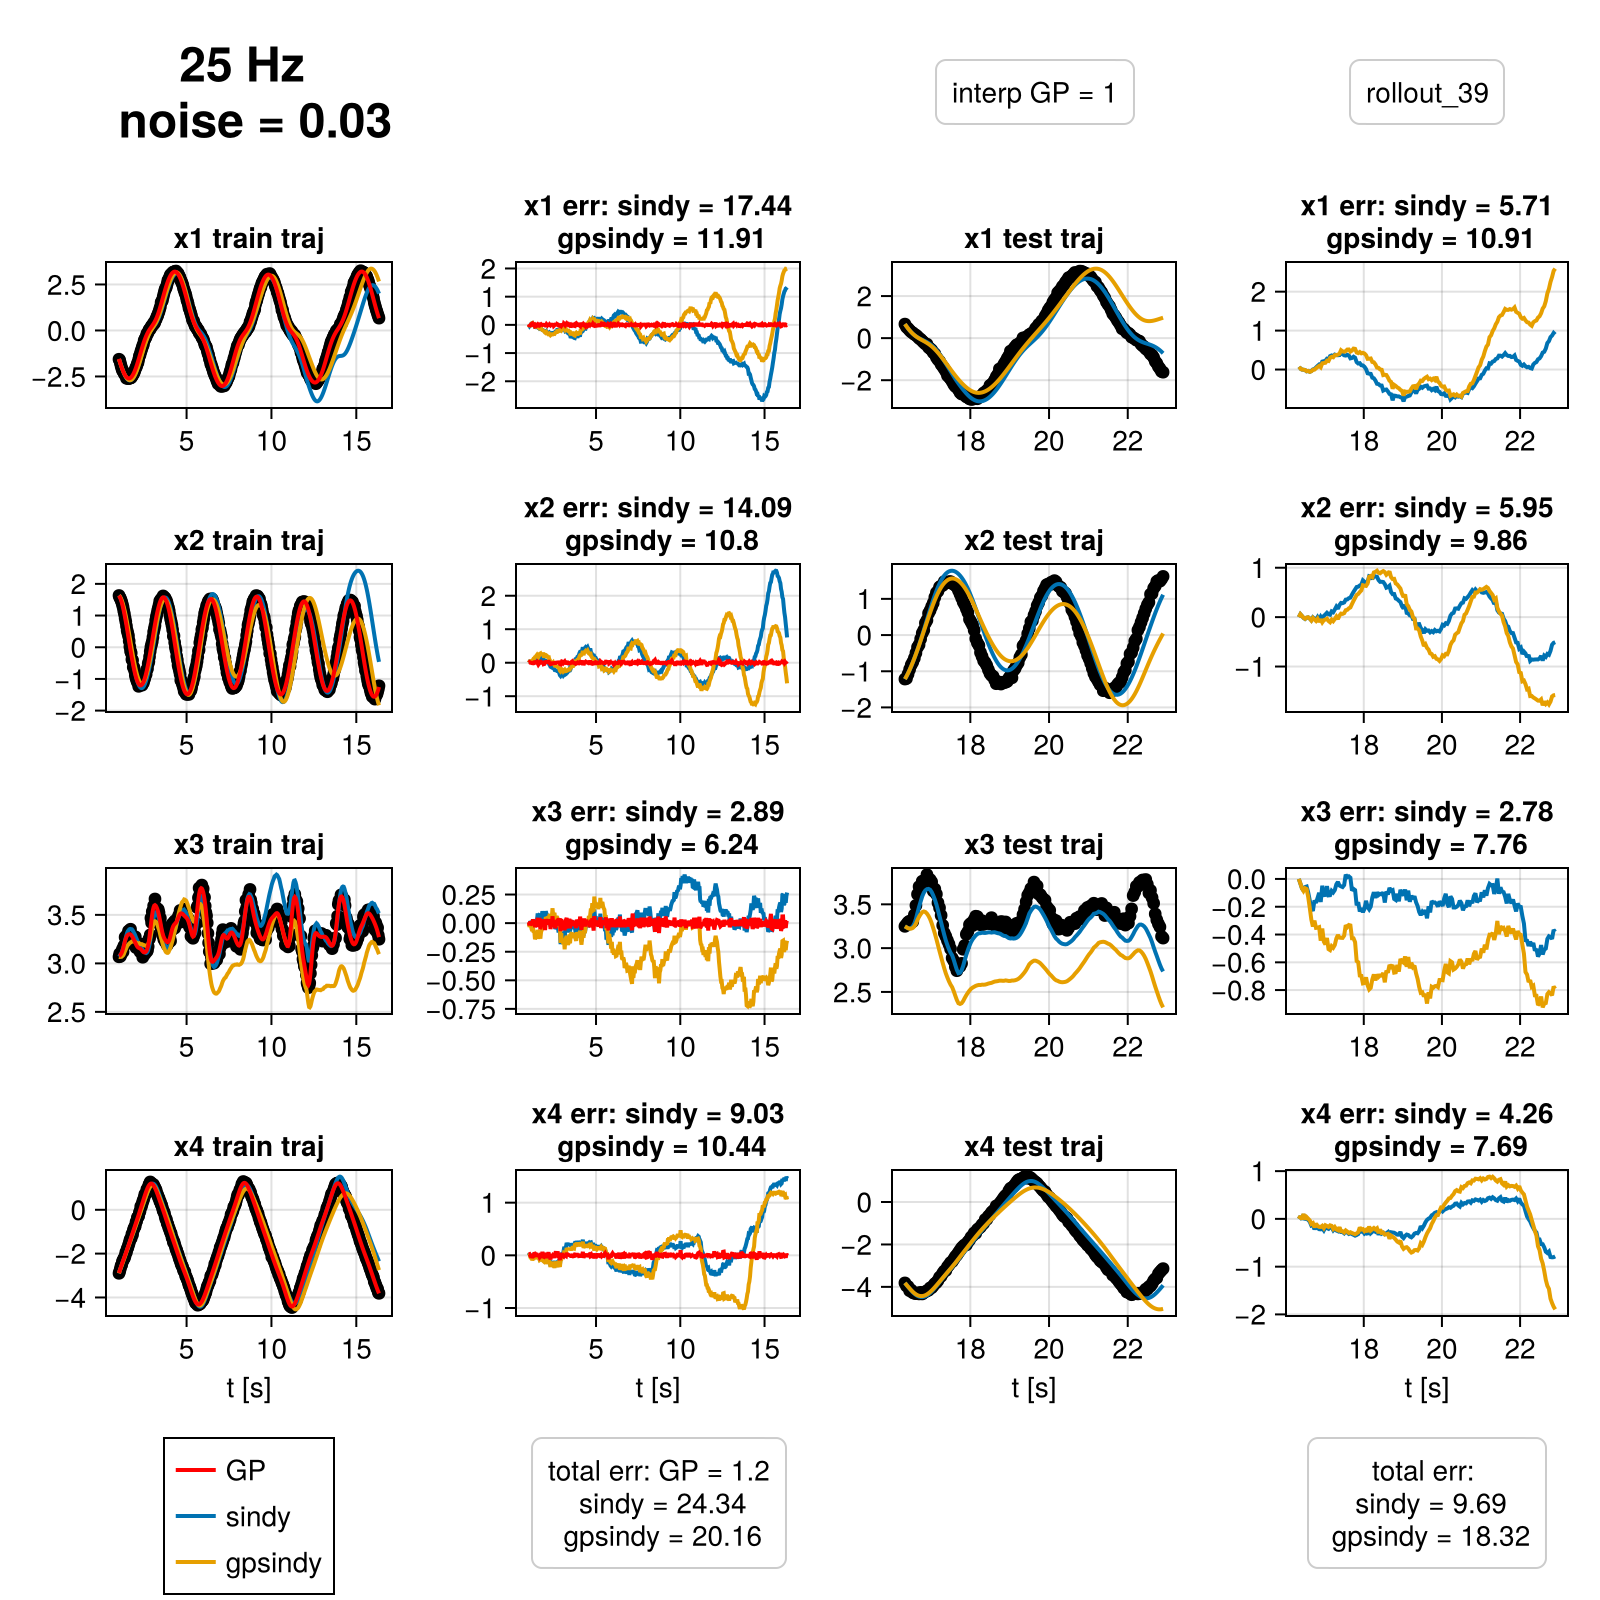 25 Hz
noise = 0.03
interp GP = 1
rollout_39
x1 train traj
2.5
0.0
−2.5
5 10 15
x1 err: sindy = 17.44
gpsindy = 11.91
2
1
0
−1
−2
5 10 15
x1 test traj
2
0
−2
18 20 22
x1 err: sindy = 5.71
gpsindy = 10.91
2
1
0
18 20 22
x2 train traj
2
1
0
−1
−2
5 10 15
x2 err: sindy = 14.09
gpsindy = 10.8
2
1
0
−1
5 10 15
x2 test traj
1
0
−1
−2
18 20 22
x2 err: sindy = 5.95
gpsindy = 9.86
1
0
−1
18 20 22
x3 train traj
3.5
3.0
2.5
5 10 15
x3 err: sindy = 2.89
gpsindy = 6.24
0.25
0.00
−0.25
−0.50
−0.75
5 10 15
x3 test traj
3.5
3.0
2.5
18 20 22
x3 err: sindy = 2.78
gpsindy = 7.76
0.0
−0.2
−0.4
−0.6
−0.8
18 20 22
x4 train traj
0
−2
−4
5 10 15
t [s]
x4 err: sindy = 9.03
gpsindy = 10.44
1
0
−1
5 10 15
t [s]
x4 test traj
0
−2
−4
18 20 22
t [s]
x4 err: sindy = 4.26
gpsindy = 7.69
1
0
−1
−2
18 20 22
t [s]
GP
sindy
gpsindy
total err: GP = 1.2
sindy = 24.34
gpsindy = 20.16
total err:
sindy = 9.69
gpsindy = 18.32